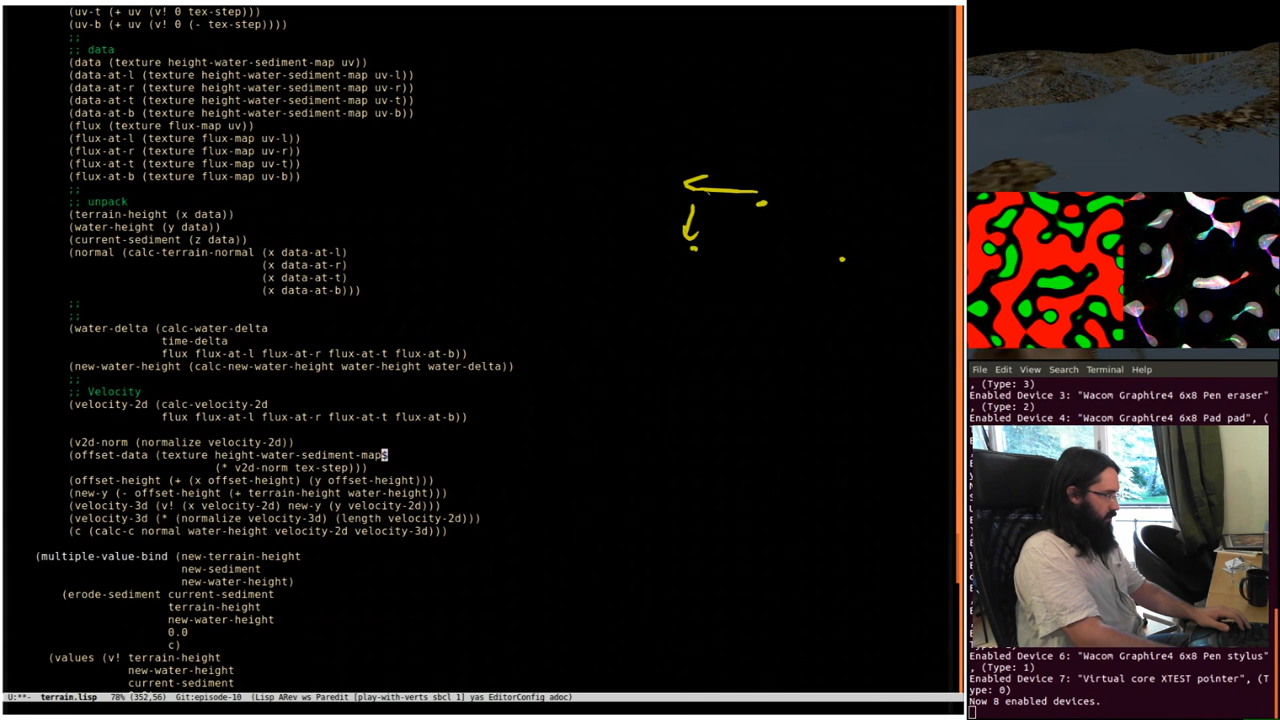 (uv-t (+ uv (v! 0 tex-step)))
(uv-b (+ uv (v! 0 (- tex-step))))
;;
;; data
(data (texture height-water-sediment-map uv))
(data-at-l (texture height-water-sediment-map uv-l))
(data-at-r (texture height-water-sediment-map uv-r))
(data-at-t (texture height-water-sediment-map uv-t))
(data-at-b (texture height-water-sediment-map uv-b))
(flux (texture flux-map uv))
(flux-at-l (texture flux-map uv-l))
(flux-at-r (texture flux-map uv-r))
(flux-at-t (texture flux-map uv-t))
(flux-at-b (texture flux-map uv-b))
;;
;; unpack
(terrain-height (x data))
(water-height (y data))
(current-sediment (z data))
(normal (calc-terrain-normal (x data-at-l)
(x data-at-r)
(x data-at-t)
(x data-at-b)))
;;
;;
(water-delta (calc-water-delta
time-delta
flux flux-at-l flux-at-r flux-at-t flux-at-b))
(new-water-height (calc-new-water-height water-height water-delta))
;;
;; Velocity
(velocity-2d (calc-velocity-2d
flux flux-at-l flux-at-r flux-at-t flux-at-b))
(v2d-norm (normalize velocity-2d))
(offset-data (texture height-water-sediment-maps
(* v2d-norm tex-step)))
(offset-height (+ (x offset-height) (y offset-height)))
(new-y (- offset-height (+ terrain-height water-height)))
(velocity-3d (v! (x velocity-2d) new-y (y velocity-2d)))
(velocity-3d (* (normalize velocity-3d) (length velocity-2d)))
(c (calc-c normal water-height velocity-2d velocity-3d)))
(multiple-value-bind (new-terrain-height
new-sediment
new-water-height)
(erode-sediment current-sediment
terrain-height
new-water-height
0.0
c)
(values (v! terrain-height
new-water-height
current-sediment
U:**- terrain.lisp 78% (352,56) Git:episode-10 (Lisp ARev ws Paredit [play-with-verts sbcl 1] yas EditorConfig adoc)
File Edit View Search Terminal Help
, (Type: 3)
Enabled Device 3: "Wacom Graphire4 6x8 Pen eraser"
, (Type: 2)
Enabled Device 4: "Wacom Graphire4 6x8 Pad pad", (
Enabled Device 6: "Wacom Graphire4 6x8 Pen stylus"
, (Type: 1)
Enabled Device 7: "Virtual core XTEST pointer", (T
ype: 0)
Now 8 enabled devices.